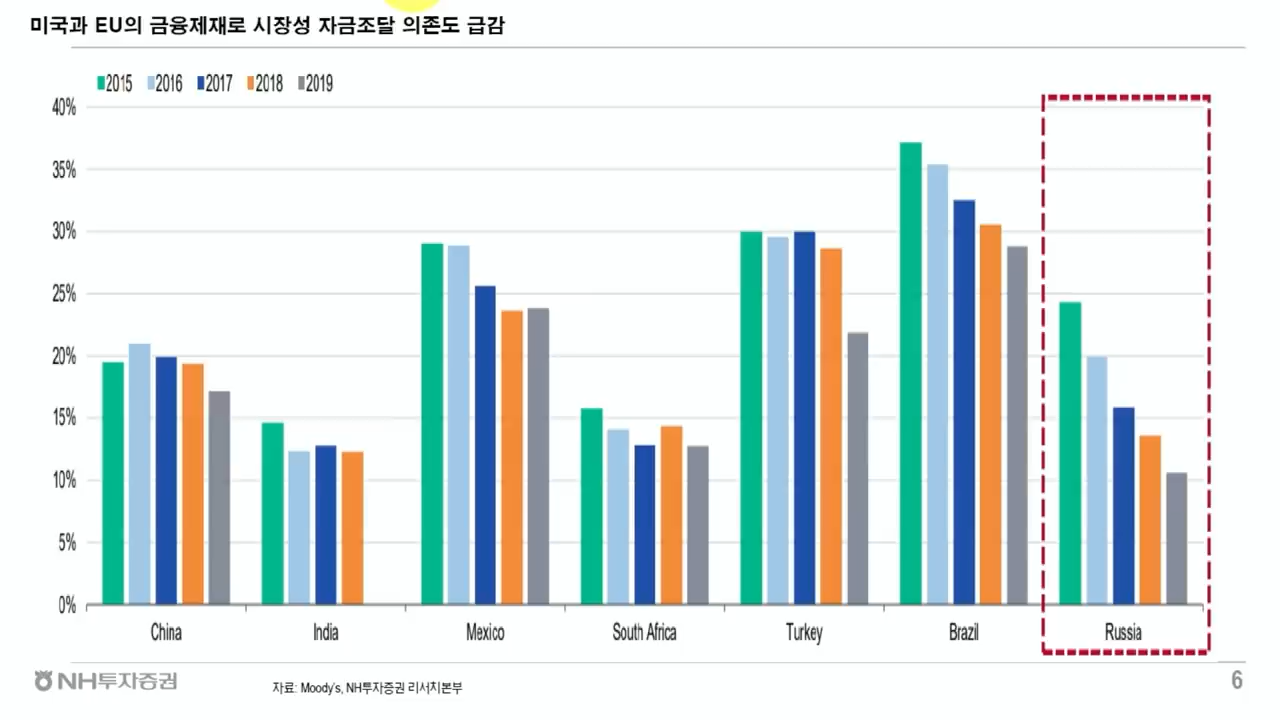 미국과 EU의 금융제재로 시장성 자금조달 의존도 급감
2015 2016 2017 2018 2019
40%
35%
30%
25%
20%
15%
10%
5%
0%
China India Mexico South Africa Turkey Brazil Russia
NH투자증권
자료: Moody's, NH투자증권 리서치본부
6